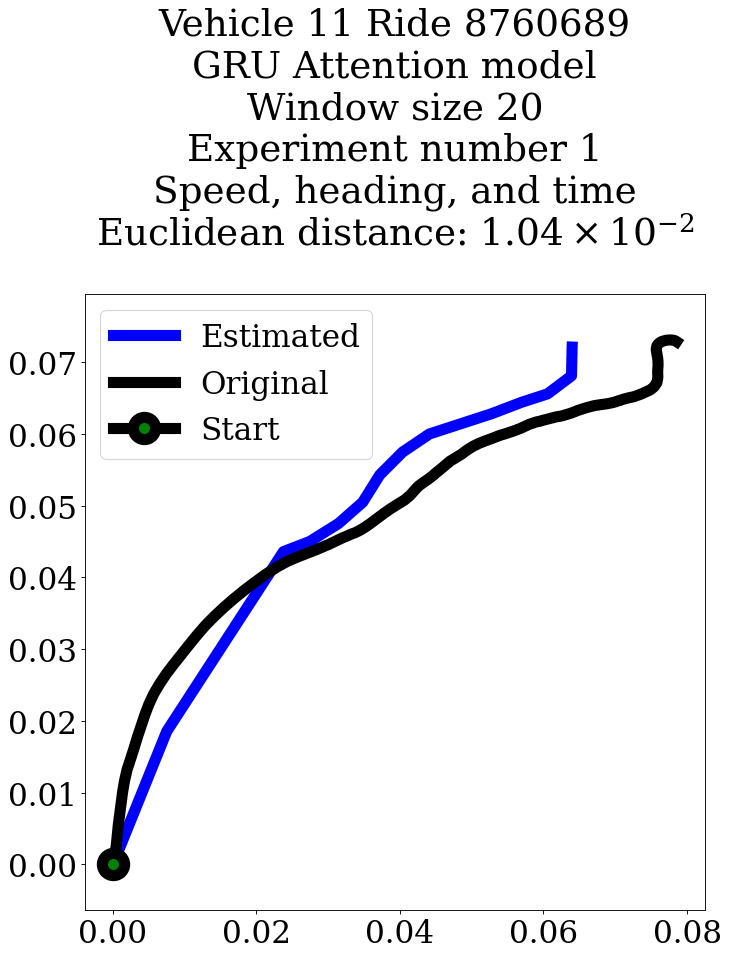 Vehicle 11 Ride 8760689
GRU Attention model
Window size 20
Experiment number 1
Speed, heading, and time
Euclidean distance: 1.04 × 10⁻²
Estimated
Original
Start
0.07
0.06
0.05
0.04
0.03
0.02
0.01
0.00
0.00 0.02 0.04 0.06 0.08